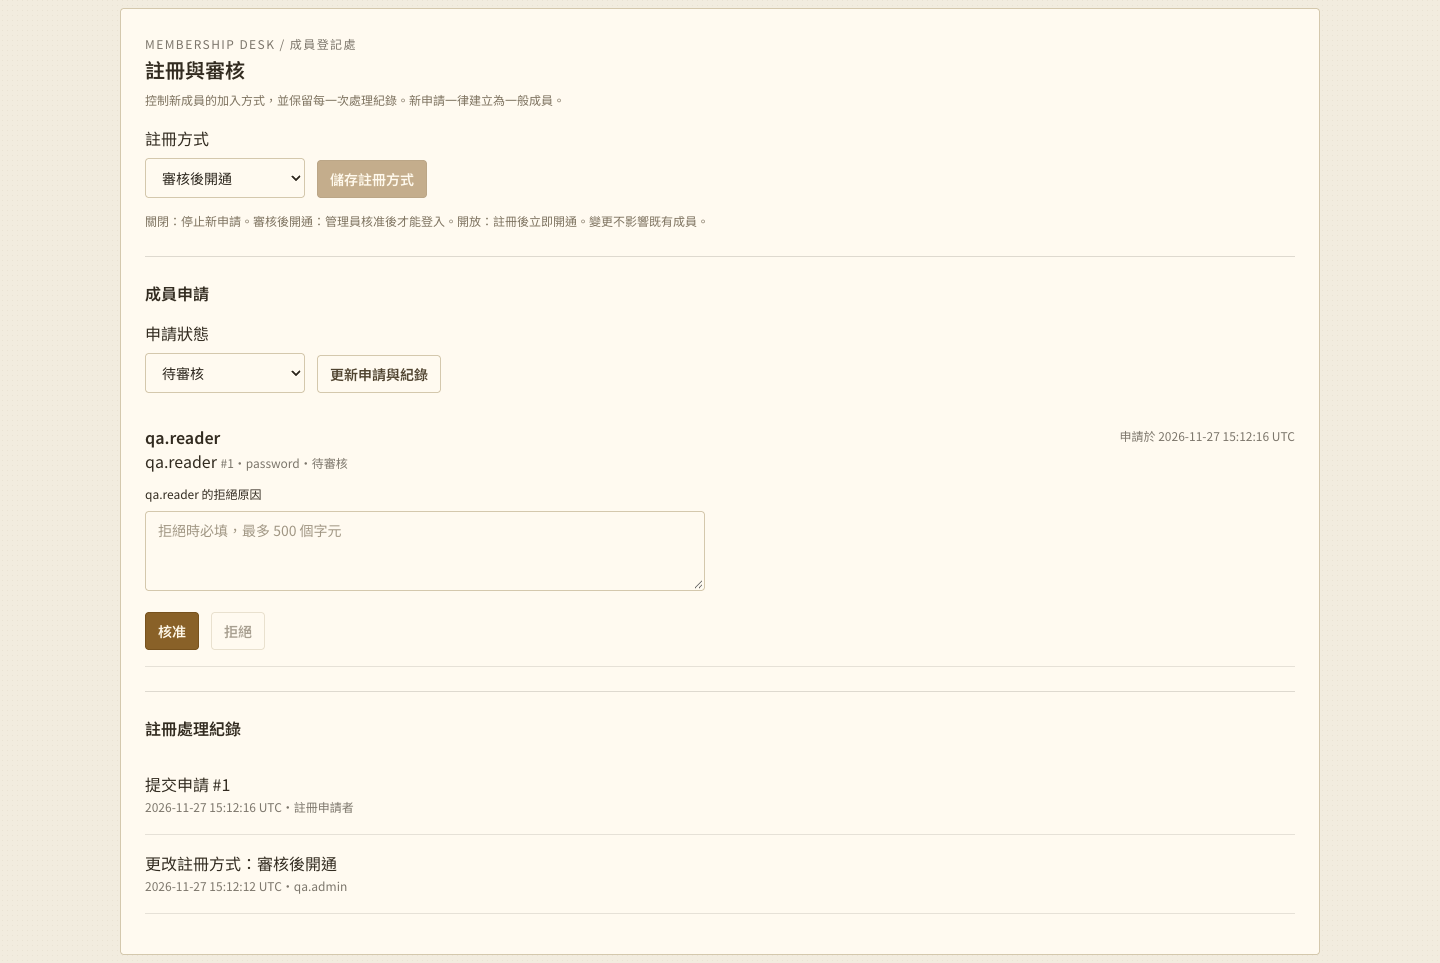 MEMBERSHIP DESK / 成員登記處
註冊與審核
控制新成員的加入方式，並保留每一次處理紀錄。新申請一律建立為一般成員。
註冊方式
審核後開通
儲存註冊方式
關閉：停止新申請。審核後開通：管理員核准後才能登入。開放：註冊後立即開通。變更不影響既有成員。
成員申請
申請狀態
待審核
更新申請與紀錄
qa.reader
申請於 2026-11-27 15:12:16 UTC
qa.reader #1・password・待審核
qa.reader 的拒絕原因
拒絕時必填，最多 500 個字元
核准
拒絕
註冊處理紀錄
提交申請 #1
2026-11-27 15:12:16 UTC・註冊申請者
更改註冊方式：審核後開通
2026-11-27 15:12:12 UTC・qa.admin